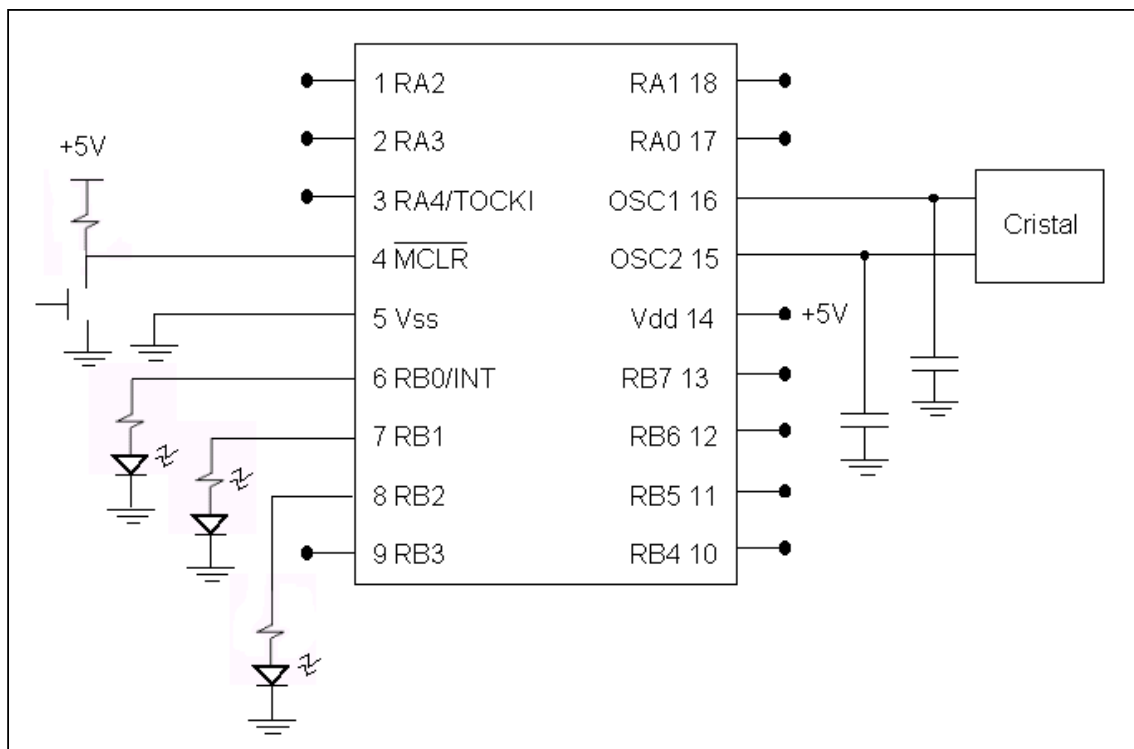 1 RA2
RA1 18
2 RA3
RA0 17
+5V
3 RA4/TOCKI
OSC1 16
Cristal
4 MCLR
OSC2 15
5 Vss
Vdd 14
+5V
6 RB0/INT
RB7 13
7 RB1
RB6 12
8 RB2
RB5 11
9 RB3
RB4 10